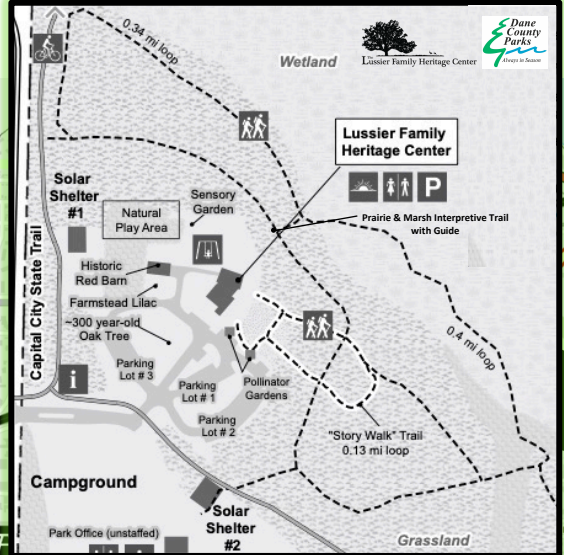 0.34 mi loop
Wetland
The
Lussier Family Heritage Center
Dane
County
Parks
Always in Season
Lussier Family
Heritage Center
P
Solar
Shelter
#1
Sensory
Garden
Natural
Play Area
Prairie & Marsh Interpretive Trail
with Guide
Capital City State Trail
Historic
Red Barn
Farmstead Lilac
~300 year-old
Oak Tree
0.4 mi loop
Parking
Lot # 3
i
Parking
Lot # 1
Pollinator
Gardens
Parking
Lot # 2
"Story Walk" Trail
0.13 mi loop
Campground
Solar
Shelter
#2
Park Office (unstaffed)
Grassland